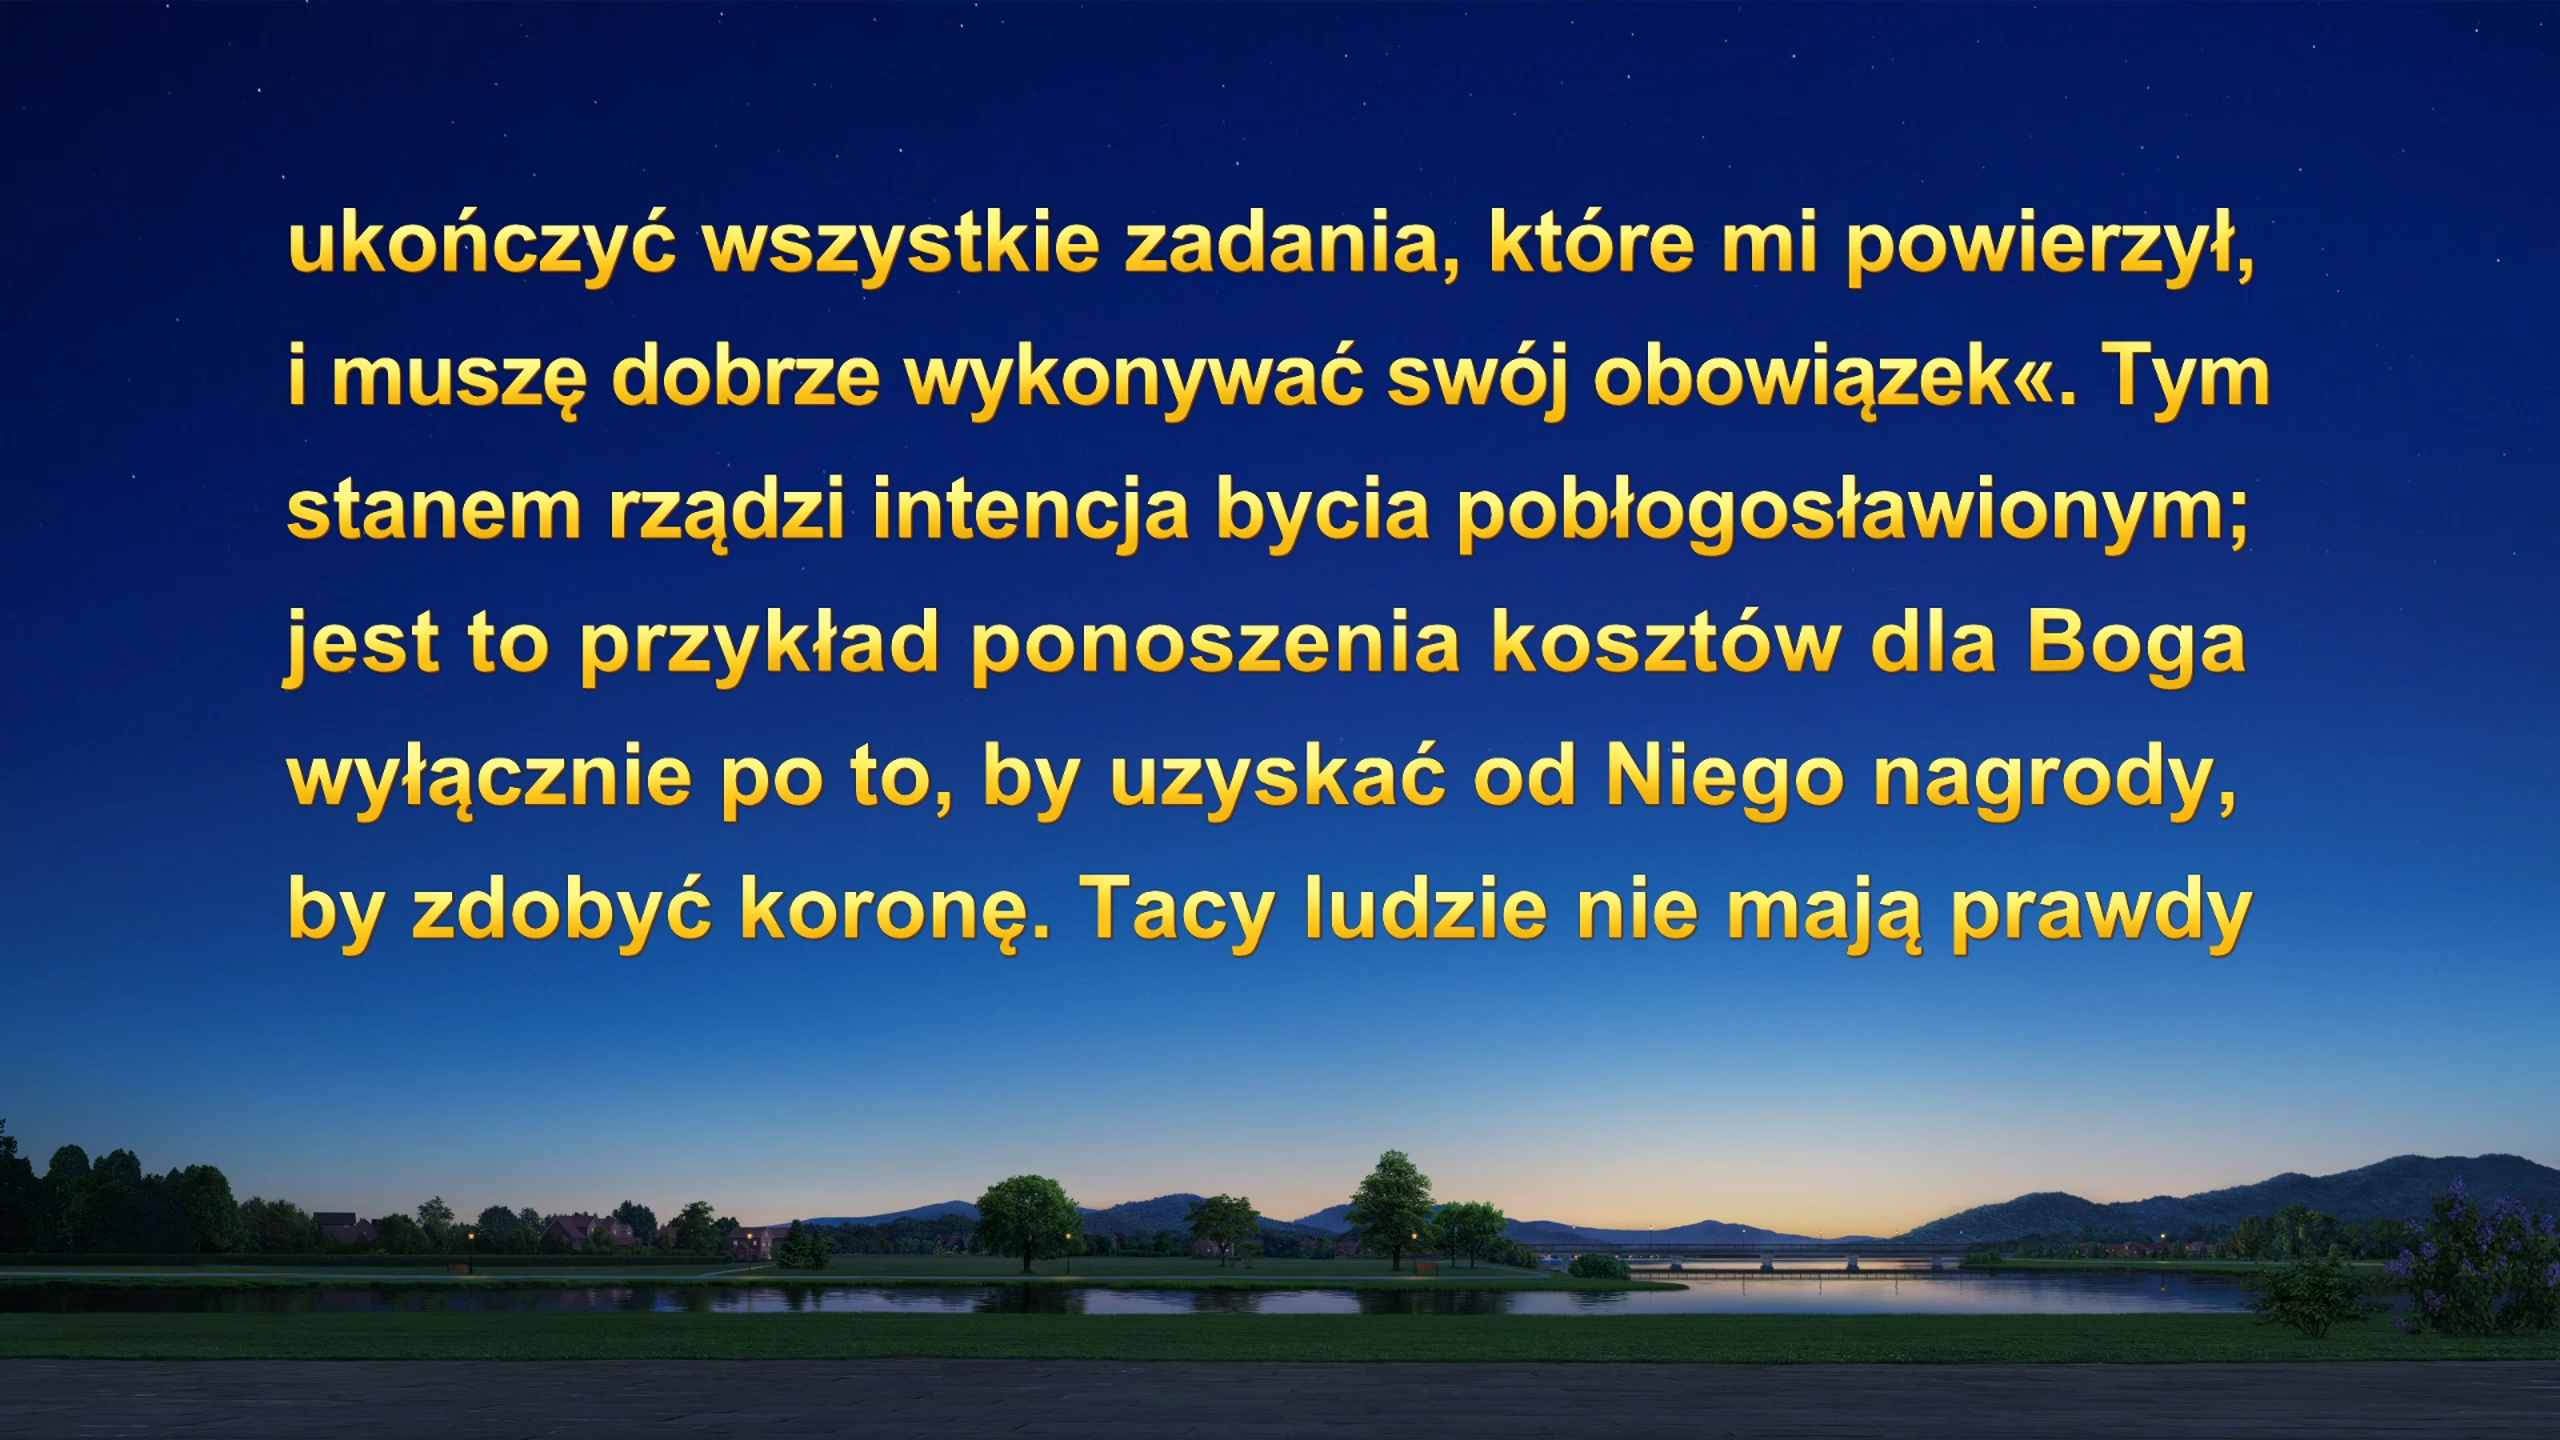 ukończyć wszystkie zadania, które mi powierzył,
i muszę dobrze wykonywać swój obowiązek«. Tym
stanem rządzi intencja bycia pobłogosławionym;
jest to przykład ponoszenia kosztów dla Boga
wyłącznie po to, by uzyskać od Niego nagrody,
by zdobyć koronę. Tacy ludzie nie mają prawdy